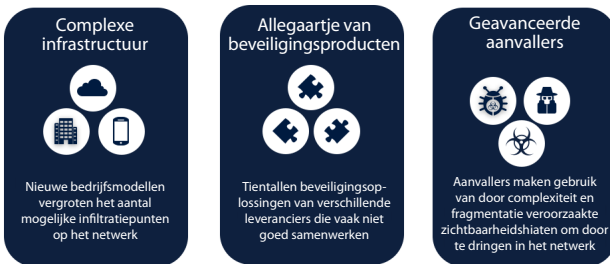 Complexe
infrastructuur
Nieuwe bedrijfsmodellen
vergroten het aantal
mogelijke infiltratiepunten
op het netwerk
Allegaartje van
beveiligingsproducten
Tientallen beveiligingsop-
lossingen van verschillende
leveranciers die vaak niet
goed samenwerken
Geavanceerde
aanvallers
Aanvallers maken gebruik
van door complexiteit en
fragmentatie veroorzaakte
zichtbaarheidshiaten om door
te dringen in het netwerk